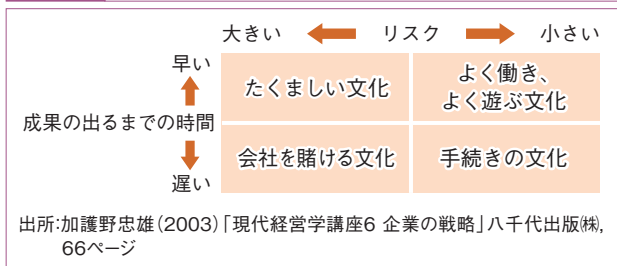 大きい リスク 小さい
早い
たくましい文化
よく働き、
よく遊ぶ文化
成果の出るまでの時間
会社を賭ける文化 手続きの文化
遅い
出所:加護野忠雄(2003)「現代経営学講座6 企業の戦略」八千代出版㈱,
66ページ